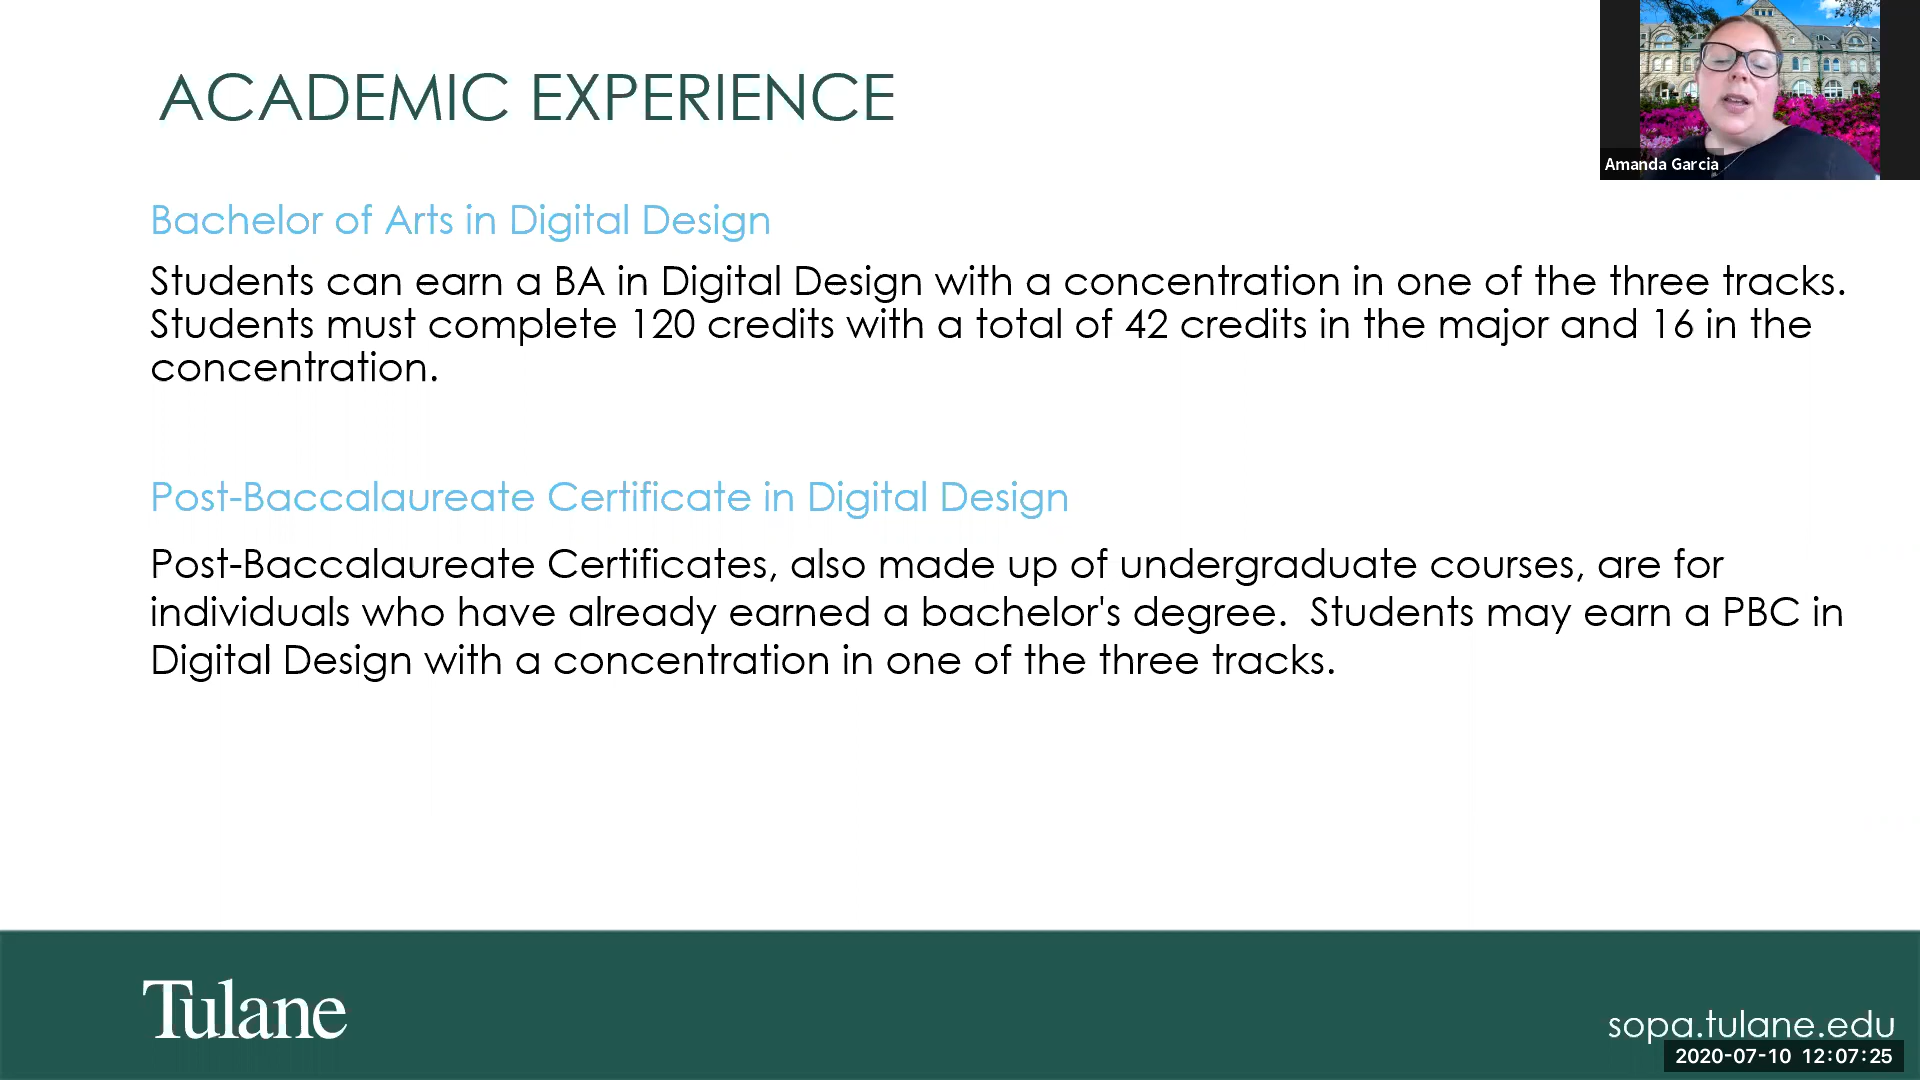 ACADEMIC EXPERIENCE
Amanda Garcia
Bachelor of Arts in Digital Design
Students can earn a BA in Digital Design with a concentration in one of the three tracks.
Students must complete 120 credits with a total of 42 credits in the major and 16 in the
concentration.
Post-Baccalaureate Certificate in Digital Design
Post-Baccalaureate Certificates, also made up of undergraduate courses, are for
individuals who have already earned a bachelor's degree.  Students may earn a PBC in
Digital Design with a concentration in one of the three tracks.
Tulane
sopa.tulane.edu
2020-07-10 12:07:25